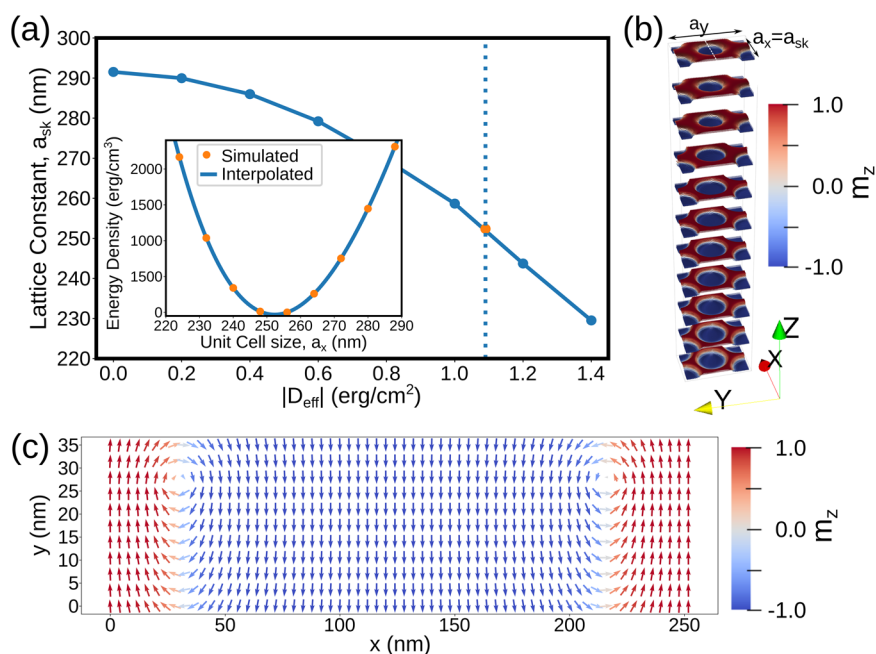 (a)
300
290
280
270
260
250
240
230
220
Lattice Constant, a_sk (nm)
0.0 0.2 0.4 0.6 0.8 1.0 1.2 1.4
|D_eff| (erg/cm²)
Simulated
Interpolated
Energy Density (erg/cm³)
2000
1500
1000
1500
0
220 230 240 250 260 270 280 290
Unit Cell size, a_x (nm)
(b)
a_y
a_x=a_sk
1.0
0.0
-1.0
m_z
Z
X
Y
(c)
35
30
25
20
15
10
5
0
y (nm)
0 50 100 150 200 250
x (nm)
1.0
0.0
-1.0
m_z